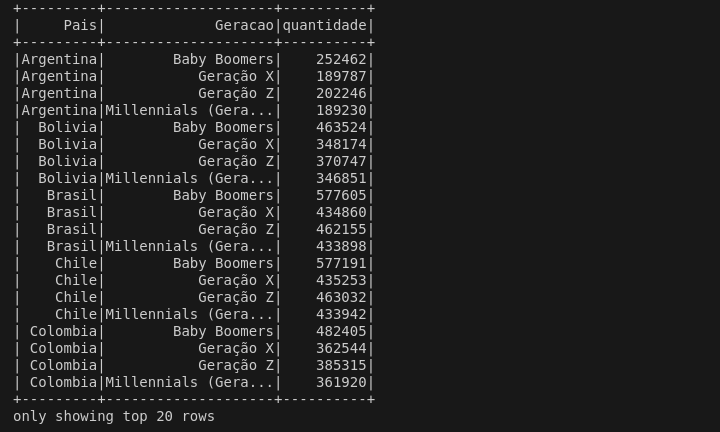 +---------+--------------------+----------+
|     Pais|             Geracao|quantidade|
+---------+--------------------+----------+
|Argentina|        Baby Boomers|    252462|
|Argentina|           Geração X|    189787|
|Argentina|           Geração Z|    202246|
|Argentina|Millennials (Gera...|    189230|
|  Bolivia|        Baby Boomers|    463524|
|  Bolivia|           Geração X|    348174|
|  Bolivia|           Geração Z|    370747|
|  Bolivia|Millennials (Gera...|    346851|
|   Brasil|        Baby Boomers|    577605|
|   Brasil|           Geração X|    434860|
|   Brasil|           Geração Z|    462155|
|   Brasil|Millennials (Gera...|    433898|
|    Chile|        Baby Boomers|    577191|
|    Chile|           Geração X|    435253|
|    Chile|           Geração Z|    463032|
|    Chile|Millennials (Gera...|    433942|
| Colombia|        Baby Boomers|    482405|
| Colombia|           Geração X|    362544|
| Colombia|           Geração Z|    385315|
| Colombia|Millennials (Gera...|    361920|
+---------+--------------------+----------+
only showing top 20 rows